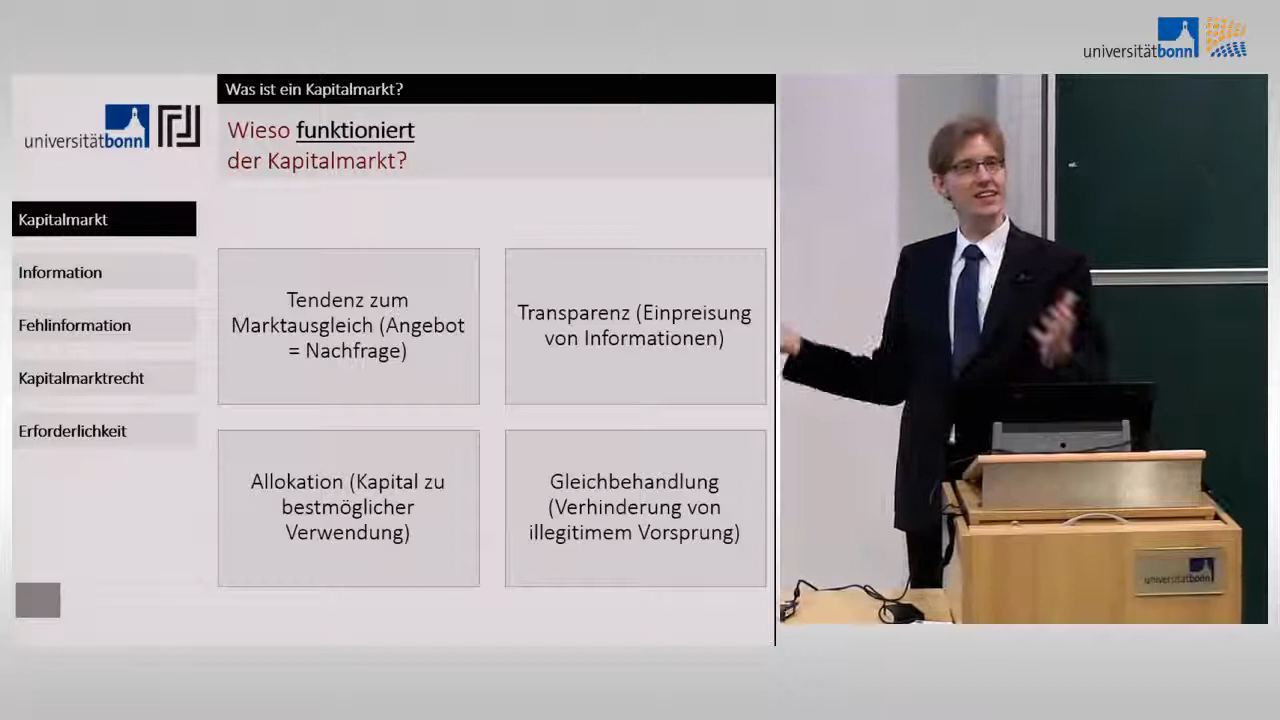 universitätbonn
Was ist ein Kapitalmarkt?
universitätbonn
Wieso funktioniert
der Kapitalmarkt?
Kapitalmarkt
Information
Fehlinformation
Kapitalmarktrecht
Erforderlichkeit
Tendenz zum
Marktausgleich (Angebot
= Nachfrage)
Transparenz (Einpreisung
von Informationen)
Allokation (Kapital zu
bestmöglicher
Verwendung)
Gleichbehandlung
(Verhinderung von
illegitimem Vorsprung)
universitätbonn